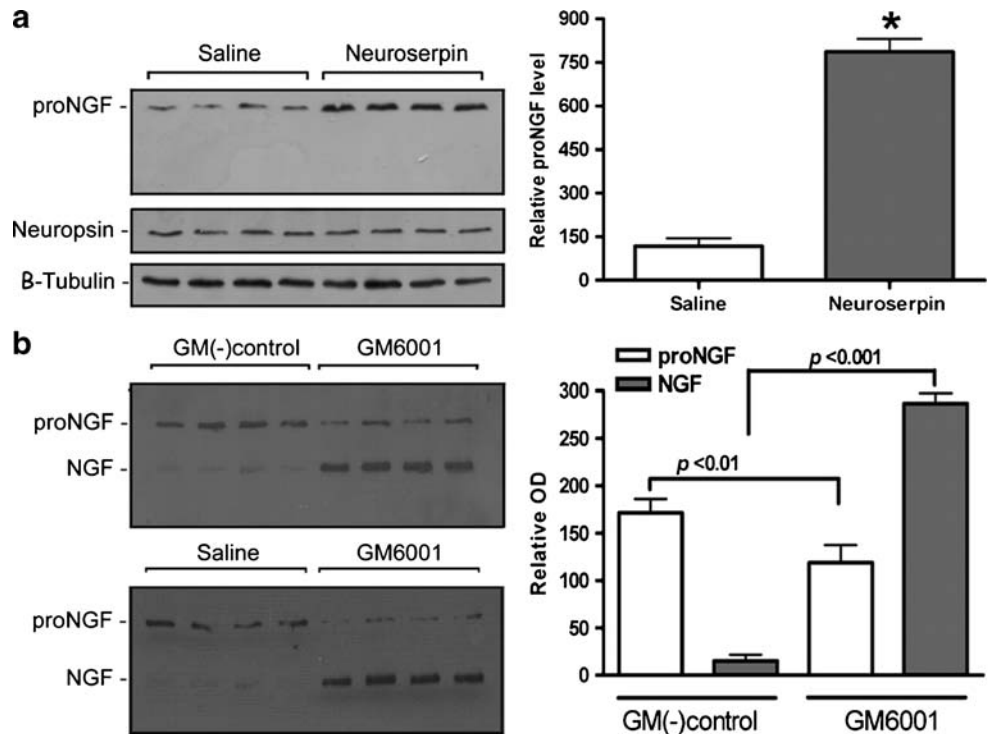 a
Saline Neuroserpin
proNGF -
Neuropsin -
B-Tubulin -
Relative proNGF level
900
750
600
450
300
150
0
*
Saline Neuroserpin
b
GM(-)control GM6001
proNGF -
NGF -
Saline GM6001
proNGF -
NGF -
proNGF
NGF
Relative OD
300
250
200
150
100
50
0
p <0.001
p <0.01
GM(-)control GM6001